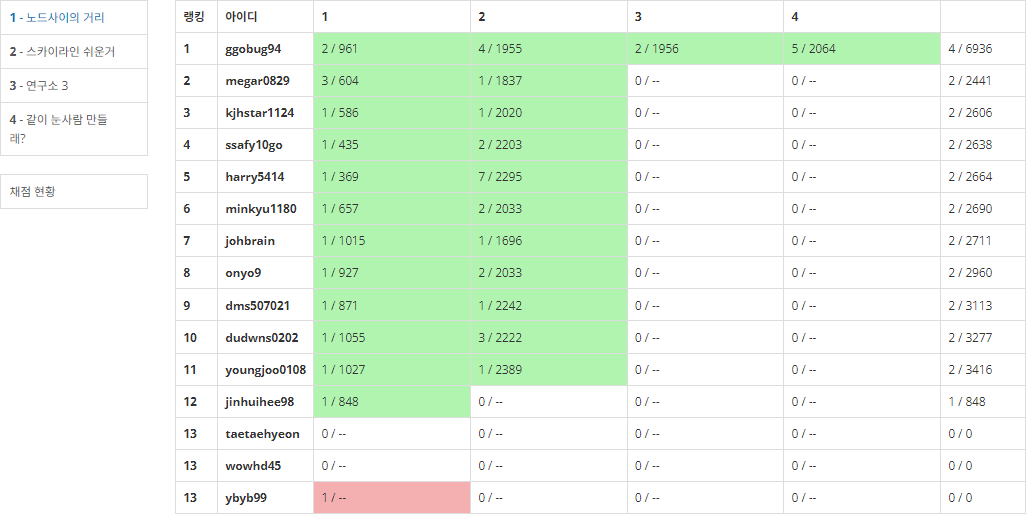 1 - 노드사이의 거리
2 - 스카이라인 쉬운거
3 - 연구소 3
4 - 같이 눈사람 만들
래?
채점 현황
랭킹 아이디 1 2 3 4
1 ggobug94 2 / 961 4 / 1955 2 / 1956 5 / 2064 4 / 6936
2 megar0829 3 / 604 1 / 1837 0 / -- 0 / -- 2 / 2441
3 kjhstar1124 1 / 586 1 / 2020 0 / -- 0 / -- 2 / 2606
4 ssafy10go 1 / 435 2 / 2203 0 / -- 0 / -- 2 / 2638
5 harry5414 1 / 369 7 / 2295 0 / -- 0 / -- 2 / 2664
6 minkyu1180 1 / 657 2 / 2033 0 / -- 0 / -- 2 / 2690
7 johbrain 1 / 1015 1 / 1696 0 / -- 0 / -- 2 / 2711
8 onyo9 1 / 927 2 / 2033 0 / -- 0 / -- 2 / 2960
9 dms507021 1 / 871 1 / 2242 0 / -- 0 / -- 2 / 3113
10 dudwns0202 1 / 1055 3 / 2222 0 / -- 0 / -- 2 / 3277
11 youngjoo0108 1 / 1027 1 / 2389 0 / -- 0 / -- 2 / 3416
12 jinhuihee98 1 / 848 0 / -- 0 / -- 0 / -- 1 / 848
13 taetaehyeon 0 / -- 0 / -- 0 / -- 0 / -- 0 / 0
13 wowhd45 0 / -- 0 / -- 0 / -- 0 / -- 0 / 0
13 ybyb99 1 / -- 0 / -- 0 / -- 0 / -- 0 / 0